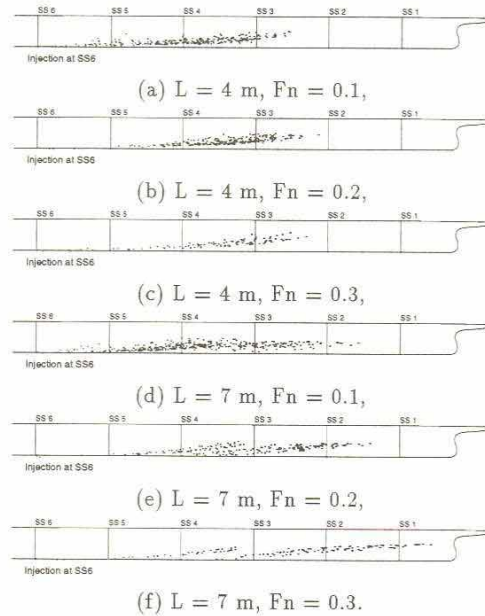 SS 6 SS 5 SS 4 SS 3 SS 2 SS 1
Injection at SS6
(a) L = 4 m, Fn = 0.1,
SS 6 SS 5 SS 4 SS 3 SS 2 SS 1
Injection at SS6
(b) L = 4 m, Fn = 0.2,
SS 6 SS 5 SS 4 SS 3 SS 2 SS 1
Injection at SS6
(c) L = 4 m, Fn = 0.3,
SS 6 SS 5 SS 4 SS 3 SS 2 SS 1
Injection at SS6
(d) L = 7 m, Fn = 0.1,
SS 6 SS 5 SS 4 SS 3 SS 2 SS 1
Injection at SS6
(e) L = 7 m, Fn = 0.2,
SS 6 SS 5 SS 4 SS 3 SS 2 SS 1
Injection at SS6
(f) L = 7 m, Fn = 0.3.